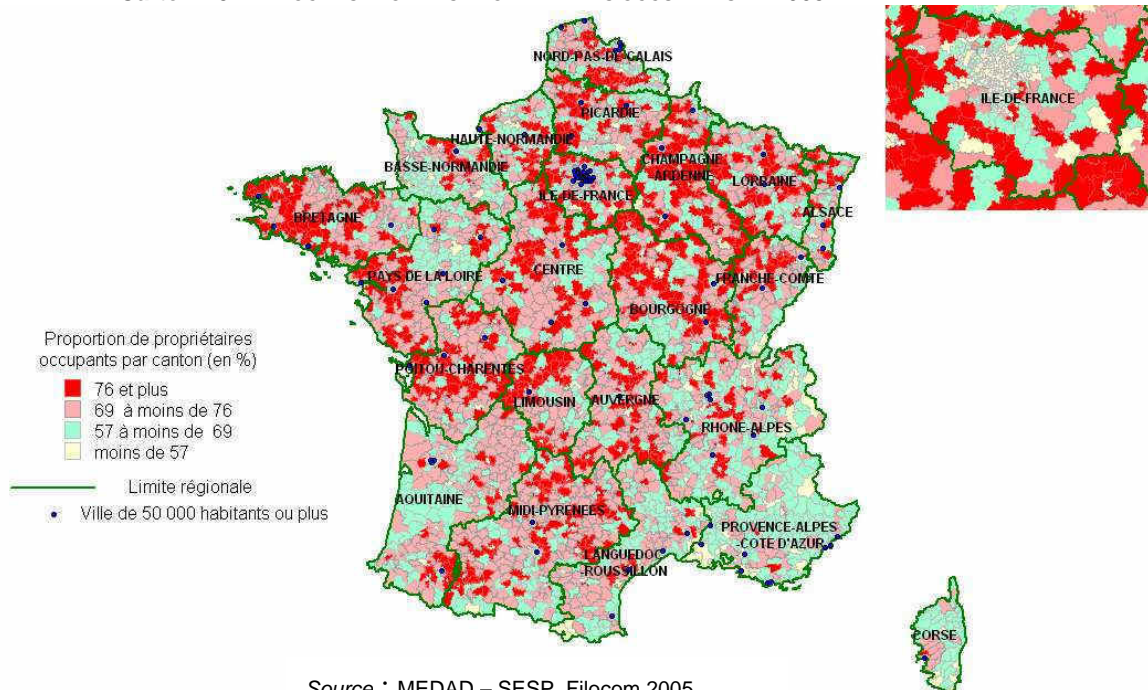 NORD-PAS-DE-CALAIS
PICARDIE
HAUTE-NORMANDIE
BASSE-NORMANDIE
CHAMPAGNE
ARDENNE
LORRAINE
ILE-DE-FRANCE
ALSACE
BRETAGNE
PAYS DE LA LOIRE
CENTRE
FRANCHE-COMTE
BOURGOGNE
POITOU-CHARENTES
LIMOUSIN
AUVERGNE
RHONE-ALPES
AQUITAINE
MIDI-PYRENEES
LANGUEDOC
ROUSSILLON
PROVENCE-ALPES
-COTE D'AZUR
CORSE
ILE-DE-FRANCE
Proportion de propriétaires
occupants par canton (en %)
76 et plus
69 à moins de 76
57 à moins de 69
moins de 57
Limite régionale
Ville de 50 000 habitants ou plus
Source : MEDAD – SESP, Filocom 2005